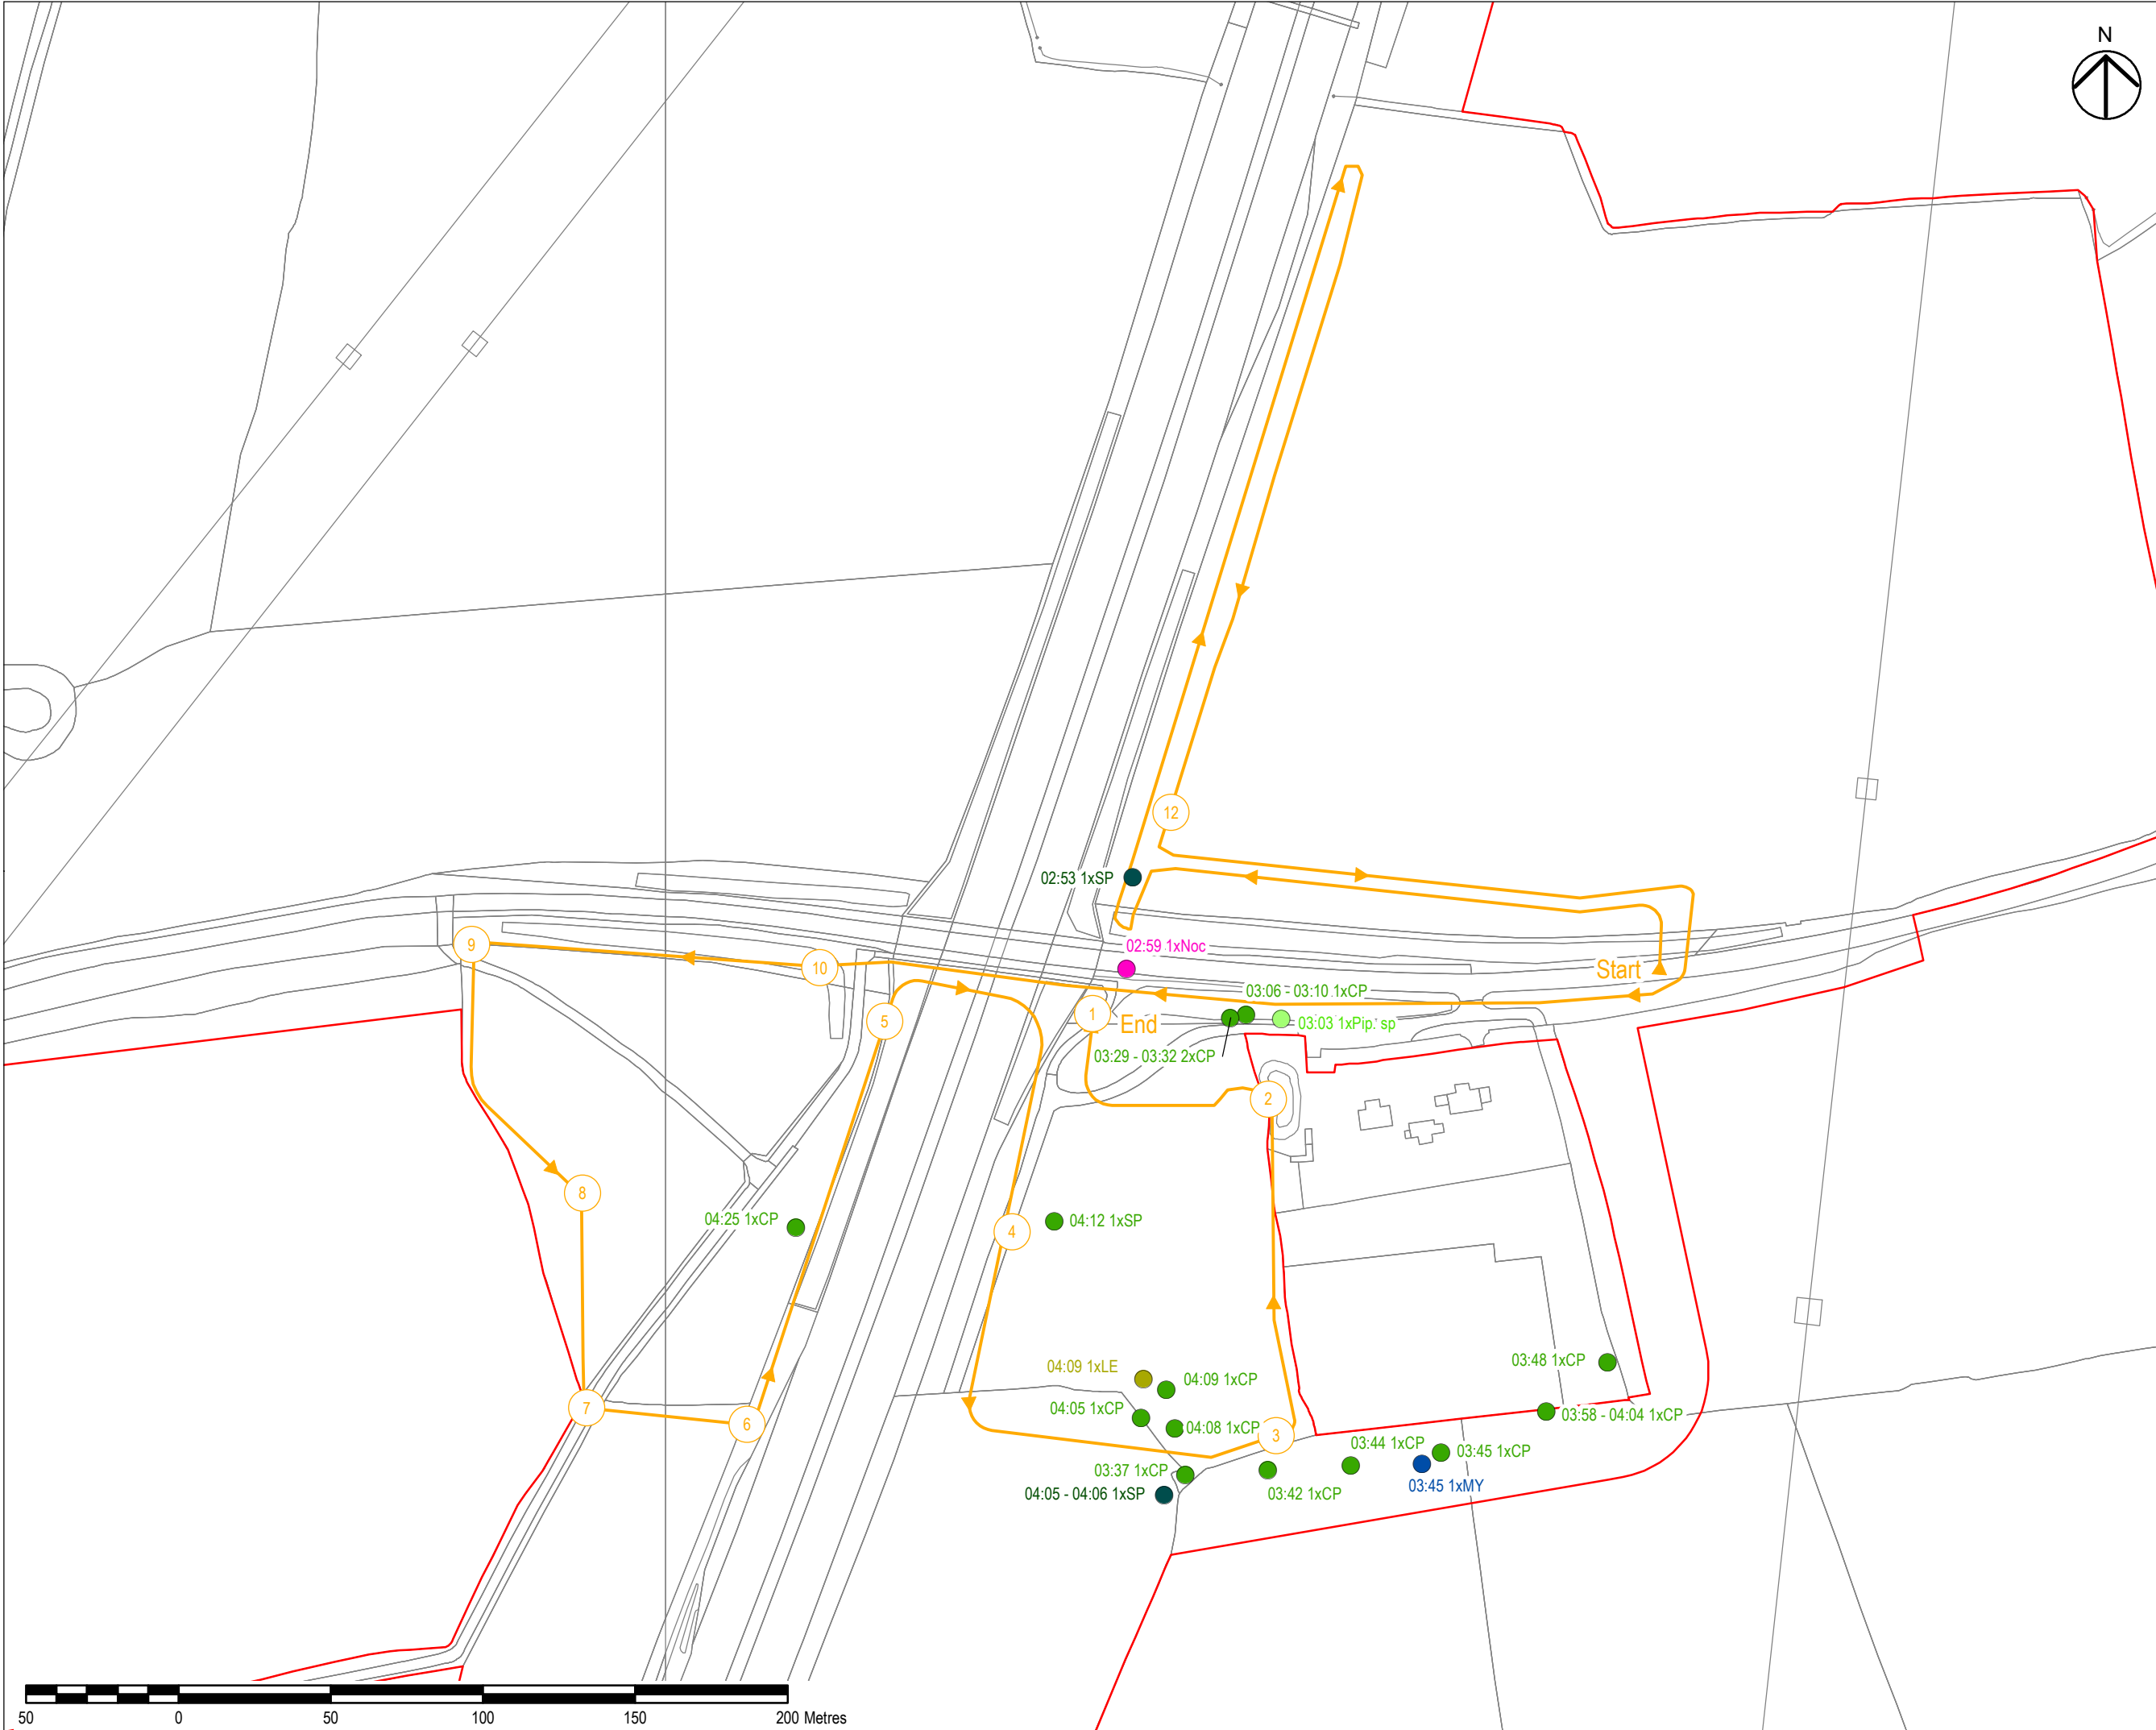 N
12
02:53 1xSP
02:59 1xNoc
9
10
Start
03:06 - 03:10 1xCP
1
End
5
03:03 1xPip. sp
03:29 - 03:32 2xCP
2
8
04:25 1xCP
4
04:12 1xSP
04:09 1xLE
04:09 1xCP
03:48 1xCP
7
6
04:05 1xCP
04:08 1xCP
3
03:58 - 04:04 1xCP
03:44 1xCP
03:45 1xCP
03:37 1xCP
03:45 1xMY
04:05 - 04:06 1xSP
03:42 1xCP
50 0 50 100 150 200 Metres